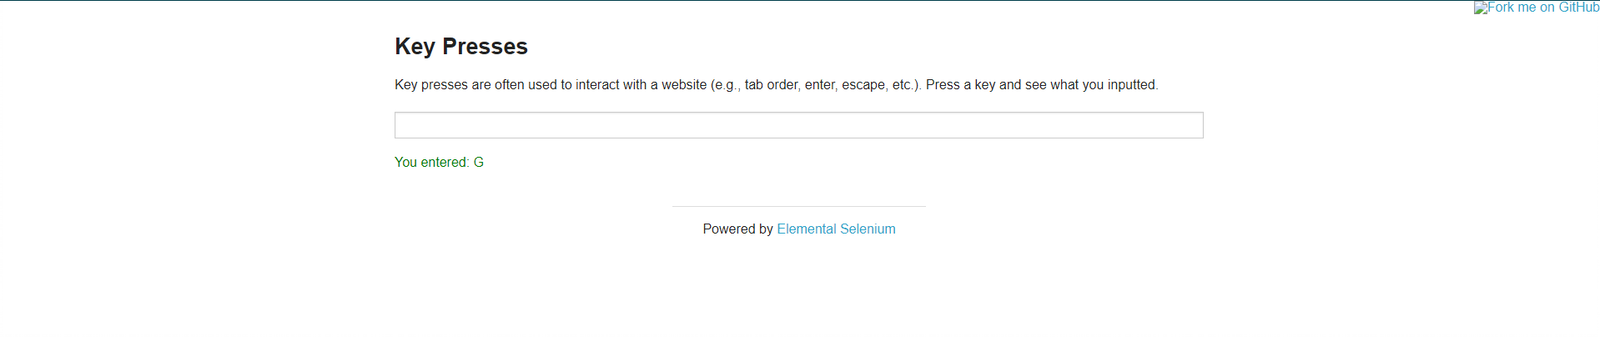 Fork me on GitHub
Key Presses
Key presses are often used to interact with a website (e.g., tab order, enter, escape, etc.). Press a key and see what you inputted.
You entered: G
Powered by Elemental Selenium